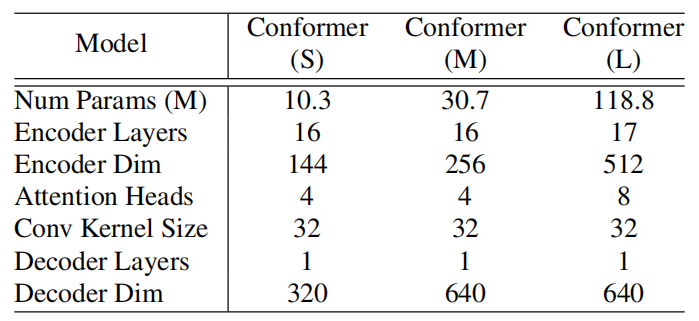 Model Conformer (S) Conformer (M) Conformer (L)
Num Params (M) 10.3 30.7 118.8
Encoder Layers 16 16 17
Encoder Dim 144 256 512
Attention Heads 4 4 8
Conv Kernel Size 32 32 32
Decoder Layers 1 1 1
Decoder Dim 320 640 640